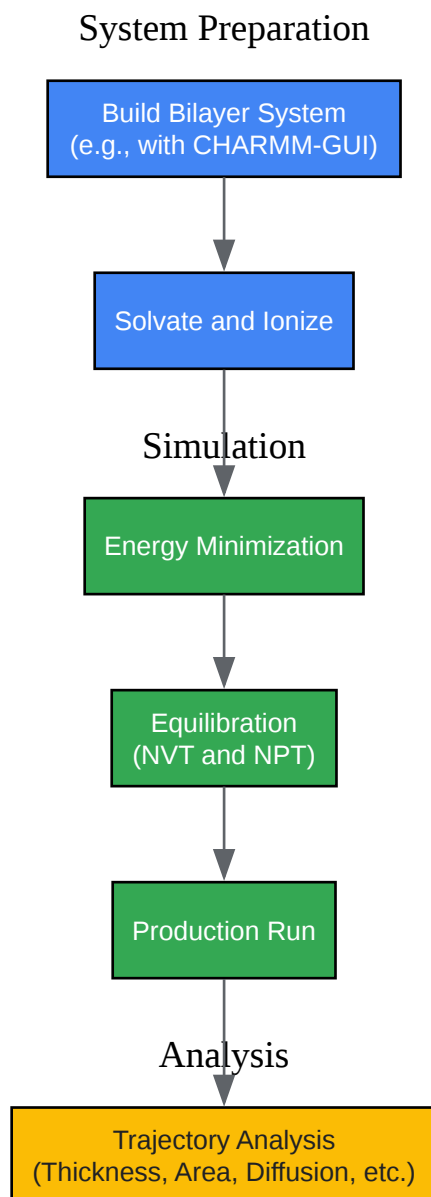 System Preparation
Build Bilayer System
(e.g., with CHARMM-GUI)
Solvate and Ionize
Simulation
Energy Minimization
Equilibration
(NVT and NPT)
Production Run
Analysis
Trajectory Analysis
(Thickness, Area, Diffusion, etc.)